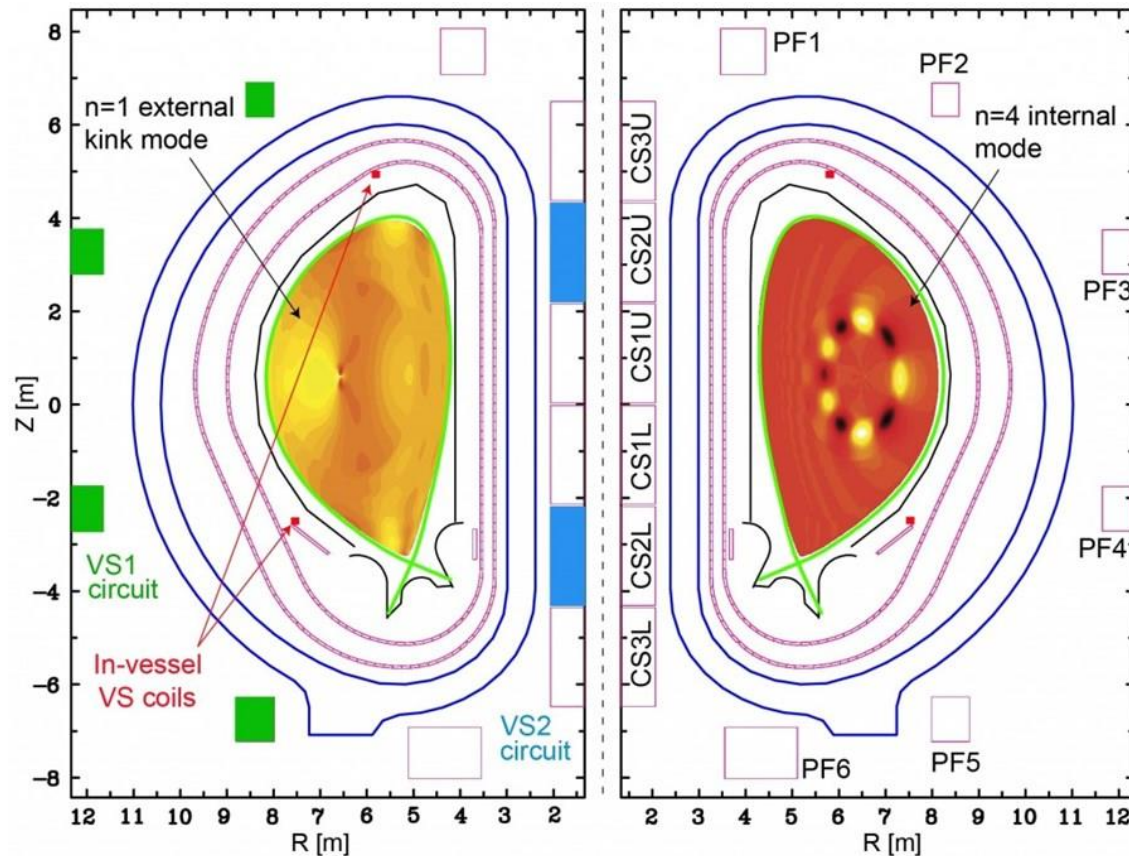 8
6
4
2
0
−2
−4
−6
−8
Z [m]
n=1 external
kink mode
VS1
circuit
In-vessel
VS coils
VS2
circuit
12 11 10 9 8 7 6 5 4 3 2
R [m]
PF1
PF2
n=4 internal
mode
CS3U
CS2U
CS1U
CS1L
CS2L
CS3L
PF3
PF4
PF5
PF6
2 3 4 5 6 7 8 9 10 11 12
R [m]